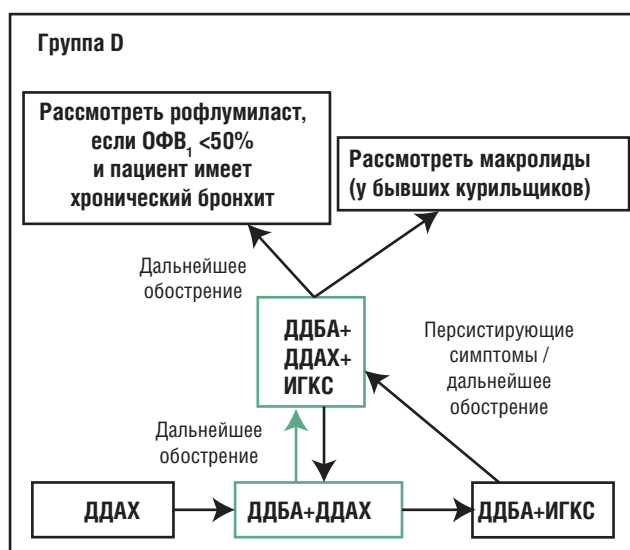 Группа D
Рассмотреть рофлумиласт,
если ОФВ₁ <50%
и пациент имеет
хронический бронхит
Рассмотреть макролиды
(у бывших курильщиков)
Дальнейшее
обострение
ДДБА+
ДДАХ+
ИГКС
Персистирующие
симптомы /
дальнейшее
обострение
Дальнейшее
обострение
ДДАХ
ДДБА+ДДАХ
ДДБА+ИГКС